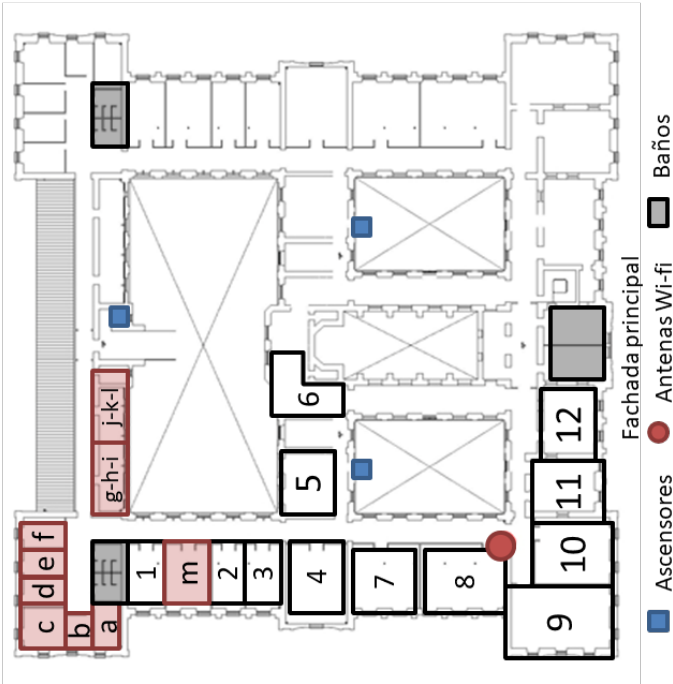 j-k-l
g-h-i
f
e
d
c
b
a
1
m
2
3
4
5
6
7
8
9
10
11
12
Fachada principal
Ascensores
Antenas Wi-fi
Baños